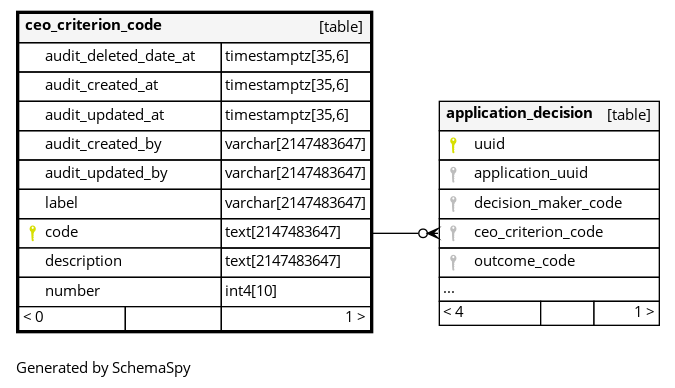 ceo_criterion_code [table]
audit_deleted_date_at timestamptz[35,6]
audit_created_at timestamptz[35,6]
audit_updated_at timestamptz[35,6]
audit_created_by varchar[2147483647]
audit_updated_by varchar[2147483647]
label varchar[2147483647]
code text[2147483647]
description text[2147483647]
number int4[10]
< 0 1 >
application_decision [table]
uuid
application_uuid
decision_maker_code
ceo_criterion_code
outcome_code
...
< 4 1 >
Generated by SchemaSpy